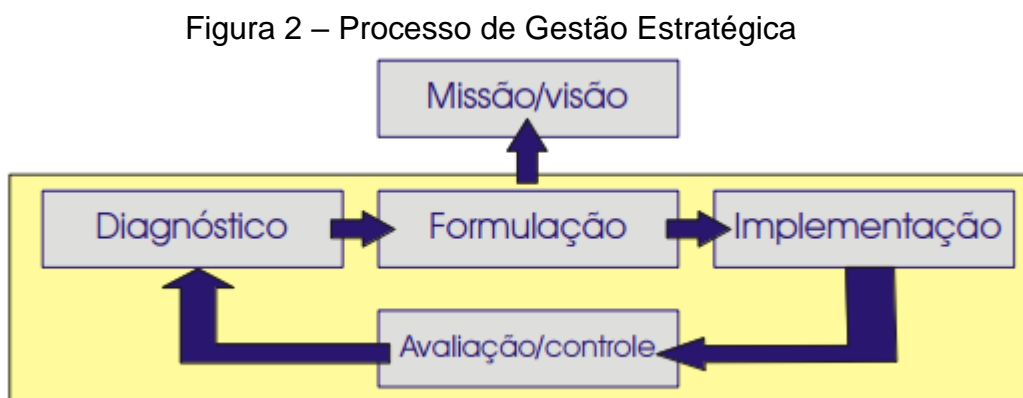 Figura 2 – Processo de Gestão Estratégica
Missão/visão
Diagnóstico
Formulação
Implementação
Avaliação/controle